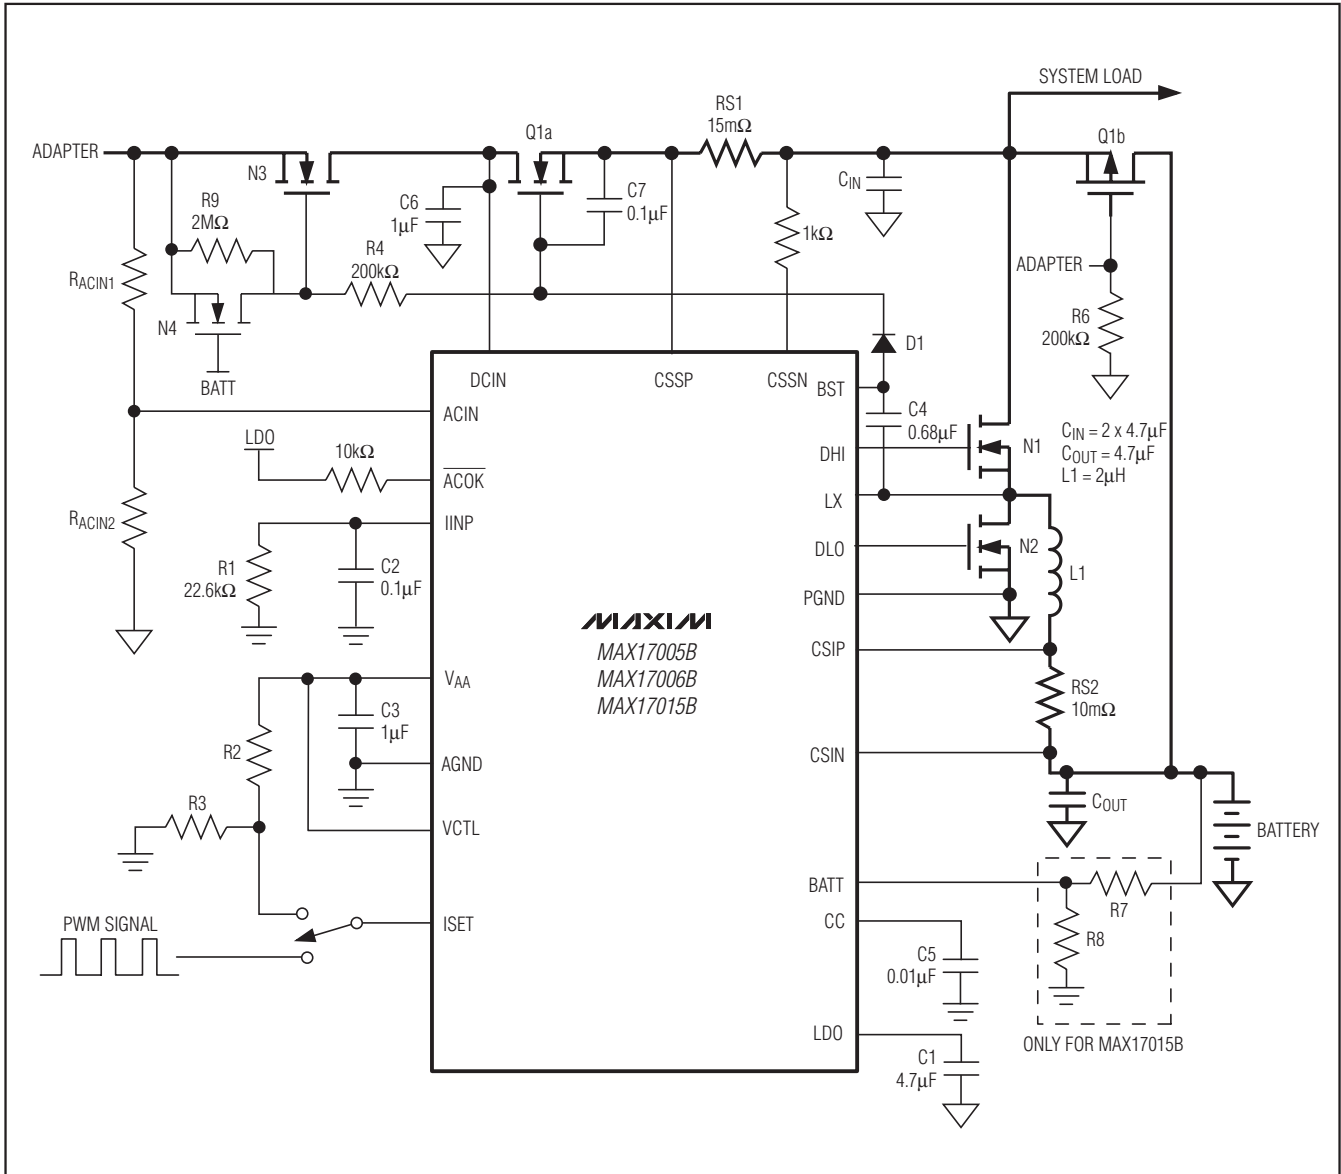 SYSTEM LOAD
RS1
15mΩ
ADAPTER
N3
Q1a
Q1b
C6
1μF
C7
0.1μF
CIN
1kΩ
R9
2MΩ
R4
200kΩ
RACIN1
N4
BATT
ADAPTER
R6
200kΩ
D1
DCIN
CSSP
CSSN
BST
ACIN
C4
0.68μF
CIN = 2 x 4.7μF
COUT = 4.7μF
L1 = 2μH
LDO
10kΩ
ACOK
DHI
N1
LX
RACIN2
IINP
R1
22.6kΩ
C2
0.1μF
DLO
N2
L1
PGND
MAXIM
MAX17005B
MAX17006B
MAX17015B
CSIP
VAA
C3
1μF
RS2
10mΩ
R2
AGND
CSIN
R3
VCTL
COUT
BATTERY
BATT
R7
R8
PWM SIGNAL
ISET
CC
C5
0.01μF
LDO
C1
4.7μF
ONLY FOR MAX17015B